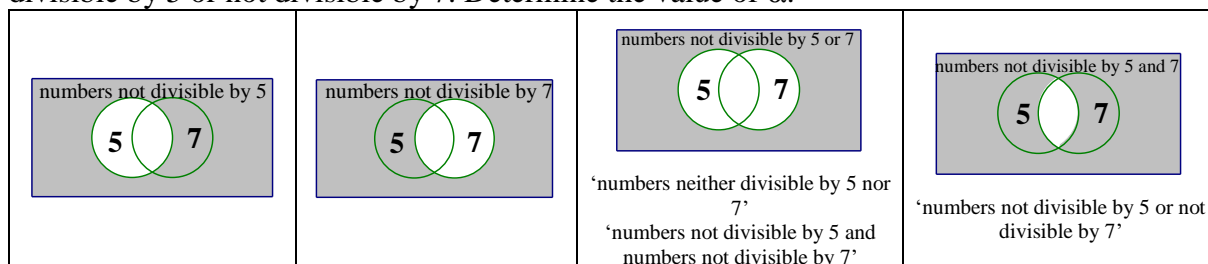 divisible by 5 or not divisible by 7. Determine the value of α.
numbers not divisible by 5
5 7
numbers not divisible by 7
5 7
numbers not divisible by 5 or 7
5 7
‘numbers neither divisible by 5 nor
7’
‘numbers not divisible by 5 and
numbers not divisible by 7’
numbers not divisible by 5 and 7
5 7
‘numbers not divisible by 5 or not
divisible by 7’